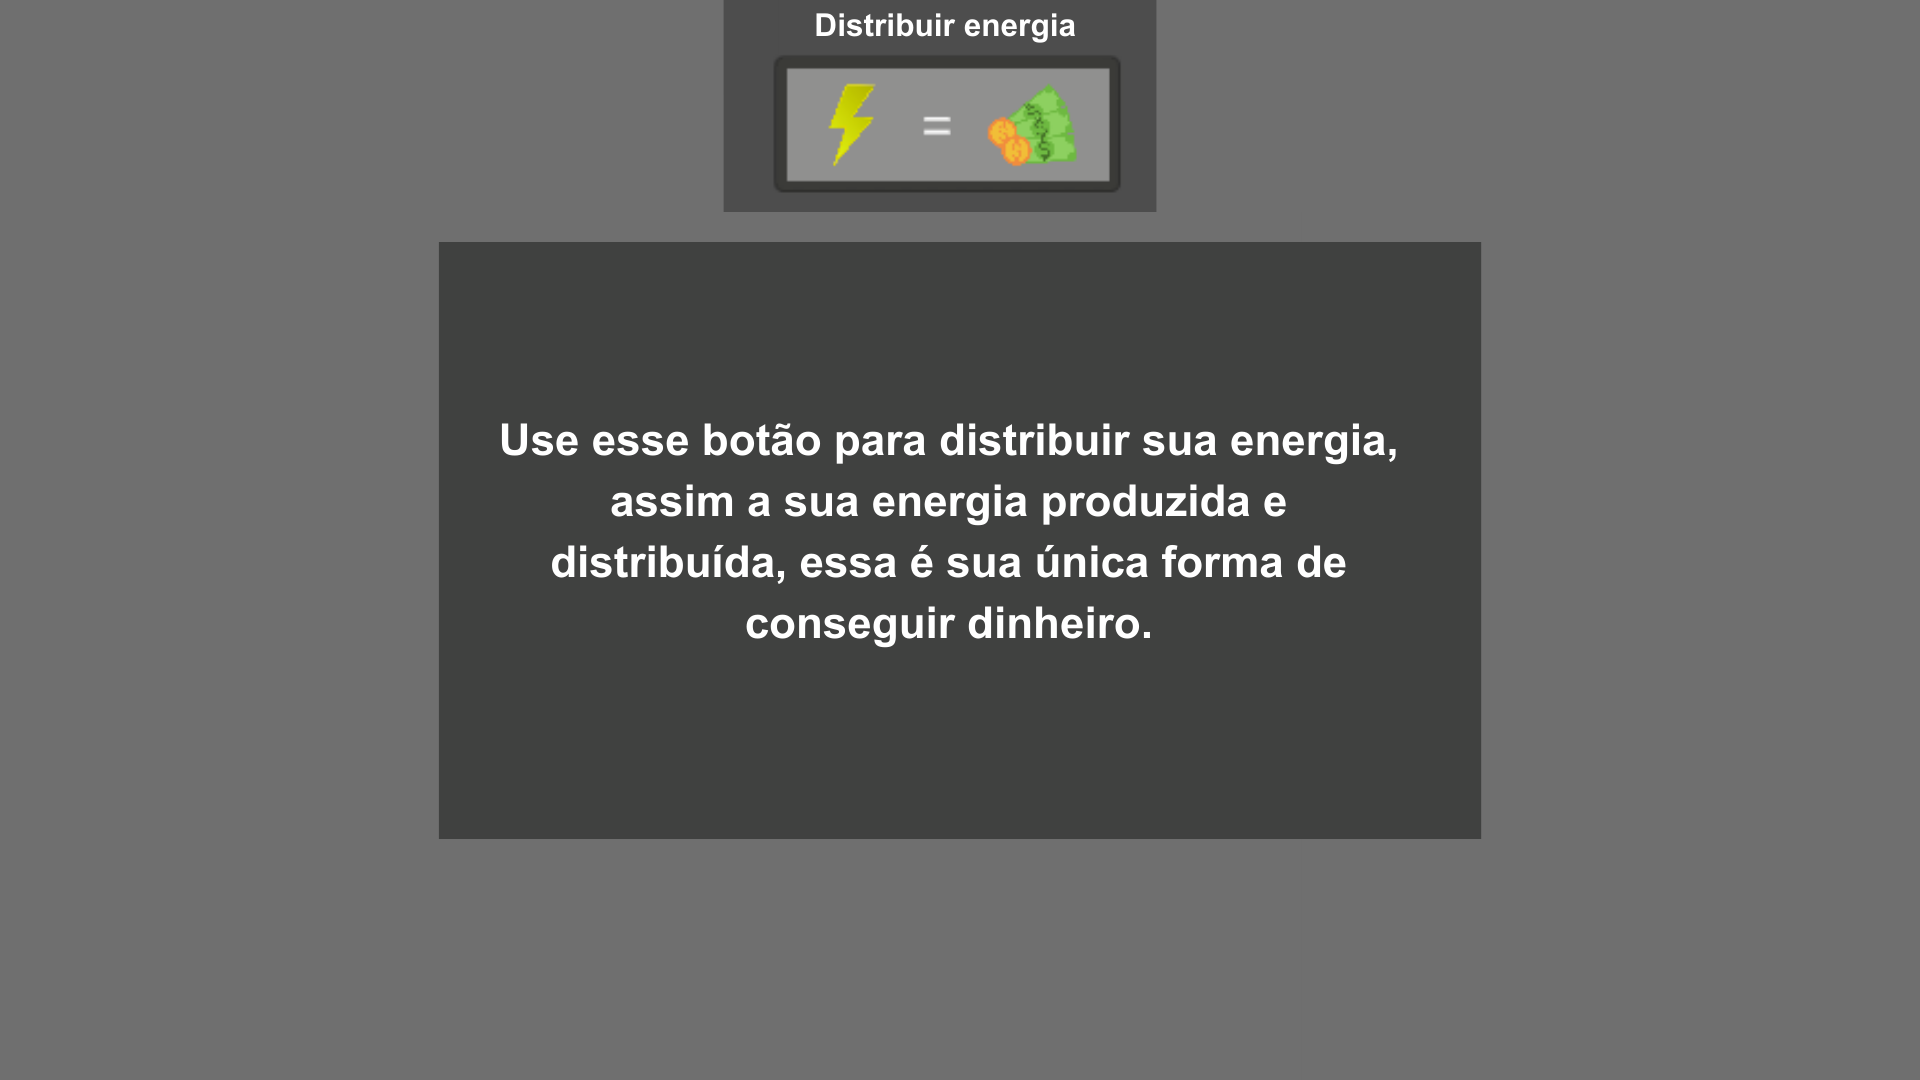 Distribuir energia
=
Use esse botão para distribuir sua energia,
assim a sua energia produzida e
distribuída, essa é sua única forma de
conseguir dinheiro.